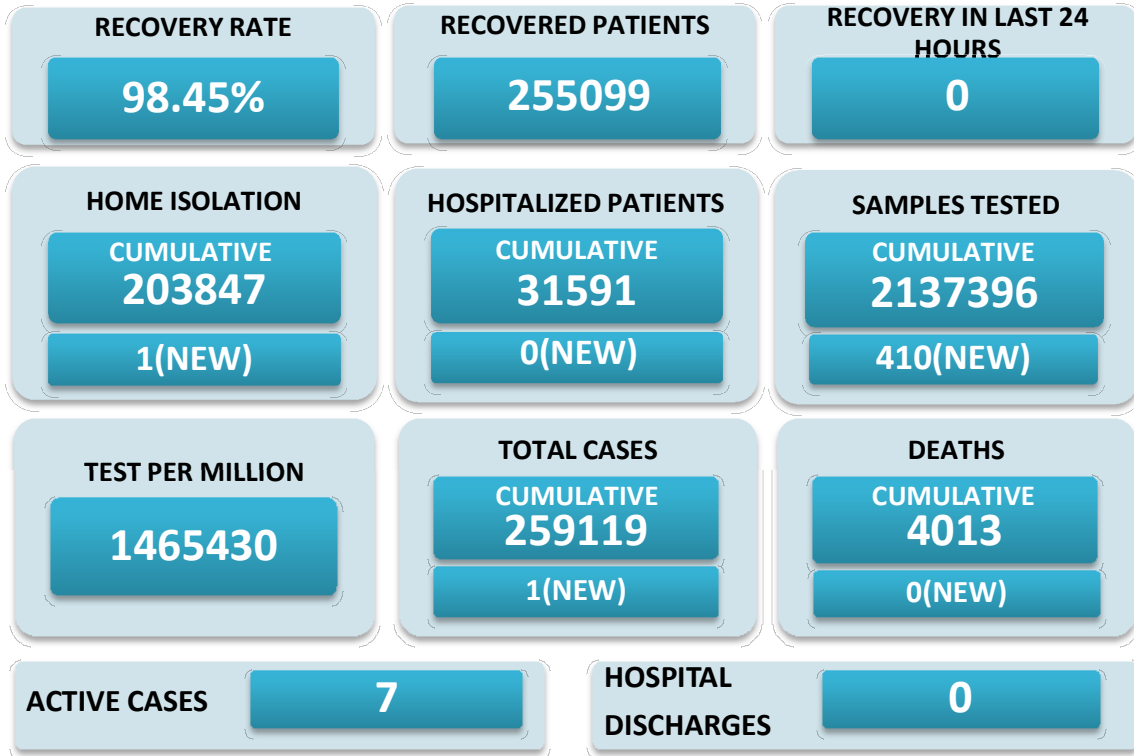 RECOVERY RATE
98.45%
RECOVERED PATIENTS
255099
RECOVERY IN LAST 24
HOURS
0
HOME ISOLATION
CUMULATIVE
203847
1(NEW)
HOSPITALIZED PATIENTS
CUMULATIVE
31591
0(NEW)
SAMPLES TESTED
CUMULATIVE
2137396
410(NEW)
TEST PER MILLION
1465430
TOTAL CASES
CUMULATIVE
259119
1(NEW)
DEATHS
CUMULATIVE
4013
0(NEW)
ACTIVE CASES
7
HOSPITAL
DISCHARGES
0